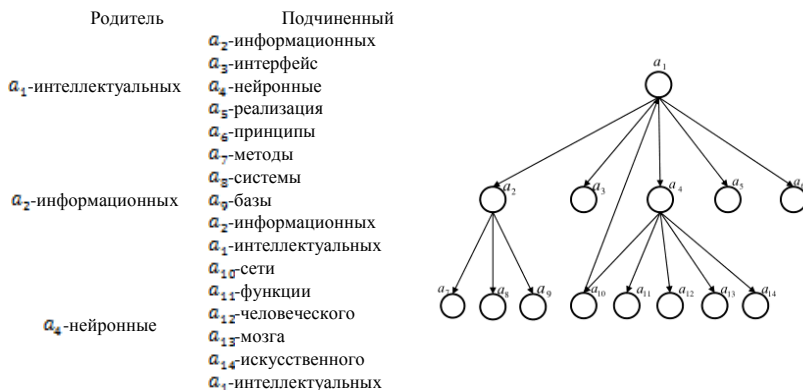 Родитель Подчиненный
a₂-информационных
a₃-интерфейс
a₁-интеллектуальных a₄-нейронные
a₅-реализация
a₆-принципы
a₇-методы
a₈-системы
a₂-информационных a₉-базы
a₂-информационных
a₁-интеллектуальных
a₁₀-сети
a₁₁-функции
a₁₂-человеческого
a₄-нейронные a₁₃-мозга
a₁₄-искусственного
a₁-интеллектуальных
a₁
a₂ a₃ a₄ a₅
a₈ a₉ a₁₀ a₁₁ a₁₂ a₁₃ a₁₄